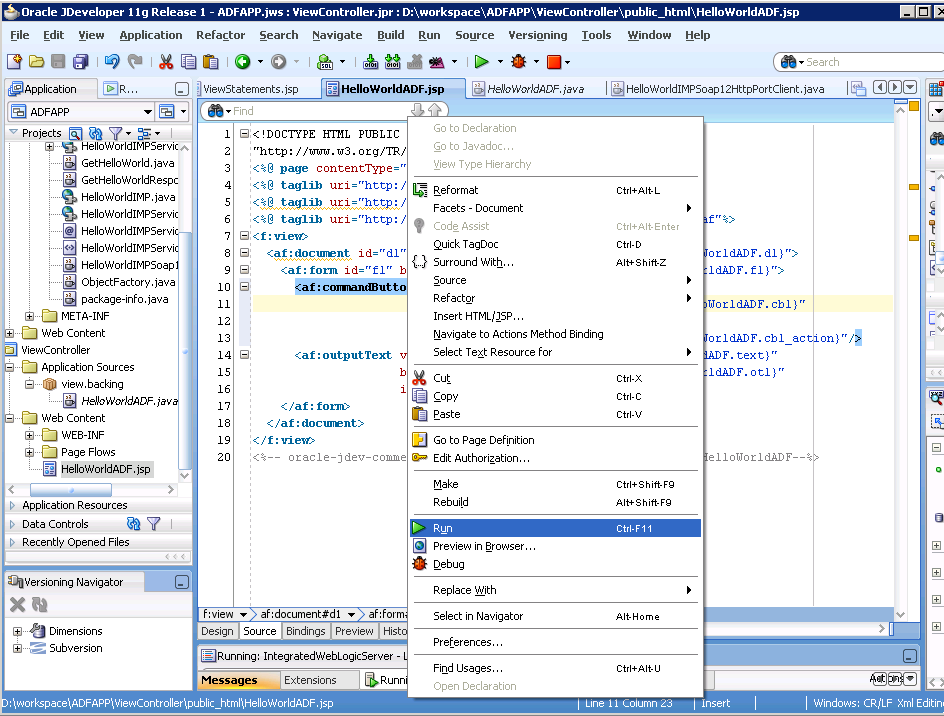 Oracle JDeveloper 11g Release 1 - ADFAPP.jws : ViewController.jpr : D:\workspace\ADFAPP\ViewController\public_html\HelloWorldADF.jsp
File Edit View Application Refactor Search Navigate Build Run Source Versioning Tools Window Help
Search
Application R...
ViewStatements.jsp HelloWorldADF.jsp HelloWorldADF.java HelloWorldIMPSoap12HttpPortClient.java
ADFAPP
Find
Projects
HelloWorldIMPServic
GetHelloWorld.java
GetHelloWorldRespo
HelloWorldIMP.java
HelloWorldIMPServic
HelloWorldIMPServic
HelloWorldIMPServic
HelloWorldIMPSoap1
ObjectFactory.java
package-info.java
META-INF
Web Content
ViewController
Application Sources
view.backing
HelloWorldADF.java
Web Content
WEB-INF
Page Flows
HelloWorldADF.jsp
Application Resources
Data Controls
Recently Opened Files
Versioning Navigator
Dimensions
Subversion
1 <!DOCTYPE HTML PUBLIC
2 "http://www.w3.org/TR/
3 <%@ page contentType="
4 <%@ taglib uri="http:/
5 <%@ taglib uri="http:/
6 <%@ taglib uri="http:/ af"%>
7 <f:view>
8 <af:document id="d1" WorldADF.d1}">
9 <af:form id="f1" b WorldADF.f1}">
10 <af:commandButto
11 oWorldADF.cb1}"
12
13 WorldADF.cb1_action}"/>
14 <af:outputText v dADF.text}"
15 b dADF.ot1}"
16 i
17 </af:form>
18 </af:document>
19 </f:view>
20 <%-- oracle-jdev-comme HelloWorldADF--%>
Go to Declaration
Go to Javadoc...
View Type Hierarchy
Reformat Ctrl+Alt-L
Facets - Document
Code Assist Ctrl+Alt-Enter
Quick TagDoc Ctrl-D
Surround With... Alt+Shift-Z
Source
Refactor
Insert HTML/JSP...
Navigate to Actions Method Binding
Select Text Resource for
Cut Ctrl-X
Copy Ctrl-C
Paste Ctrl-V
Go to Page Definition
Edit Authorization...
Make Ctrl+Shift-F9
Rebuild Alt+Shift-F9
Run Ctrl-F11
Preview in Browser...
Debug
Replace With
Select in Navigator Alt-Home
Preferences...
Find Usages... Ctrl+Alt-U
Open Declaration
f:view af:document#d1 af:form
Design Source Bindings Preview Histo
Running: IntegratedWebLogicServer - L
Messages Extensions Runni
Actions
D:\workspace\ADFAPP\ViewController\public_html\HelloWorldADF.jsp Line 11 Column 23 Insert Windows: CR/LF Xml Editin